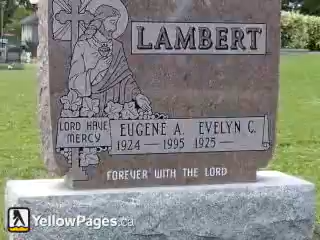 LAMBERT
LORD HAVE
MERCY
EUGENE A. EVELYN C.
1924 — 1995 1925 —
FOREVER WITH THE LORD
YellowPages.ca